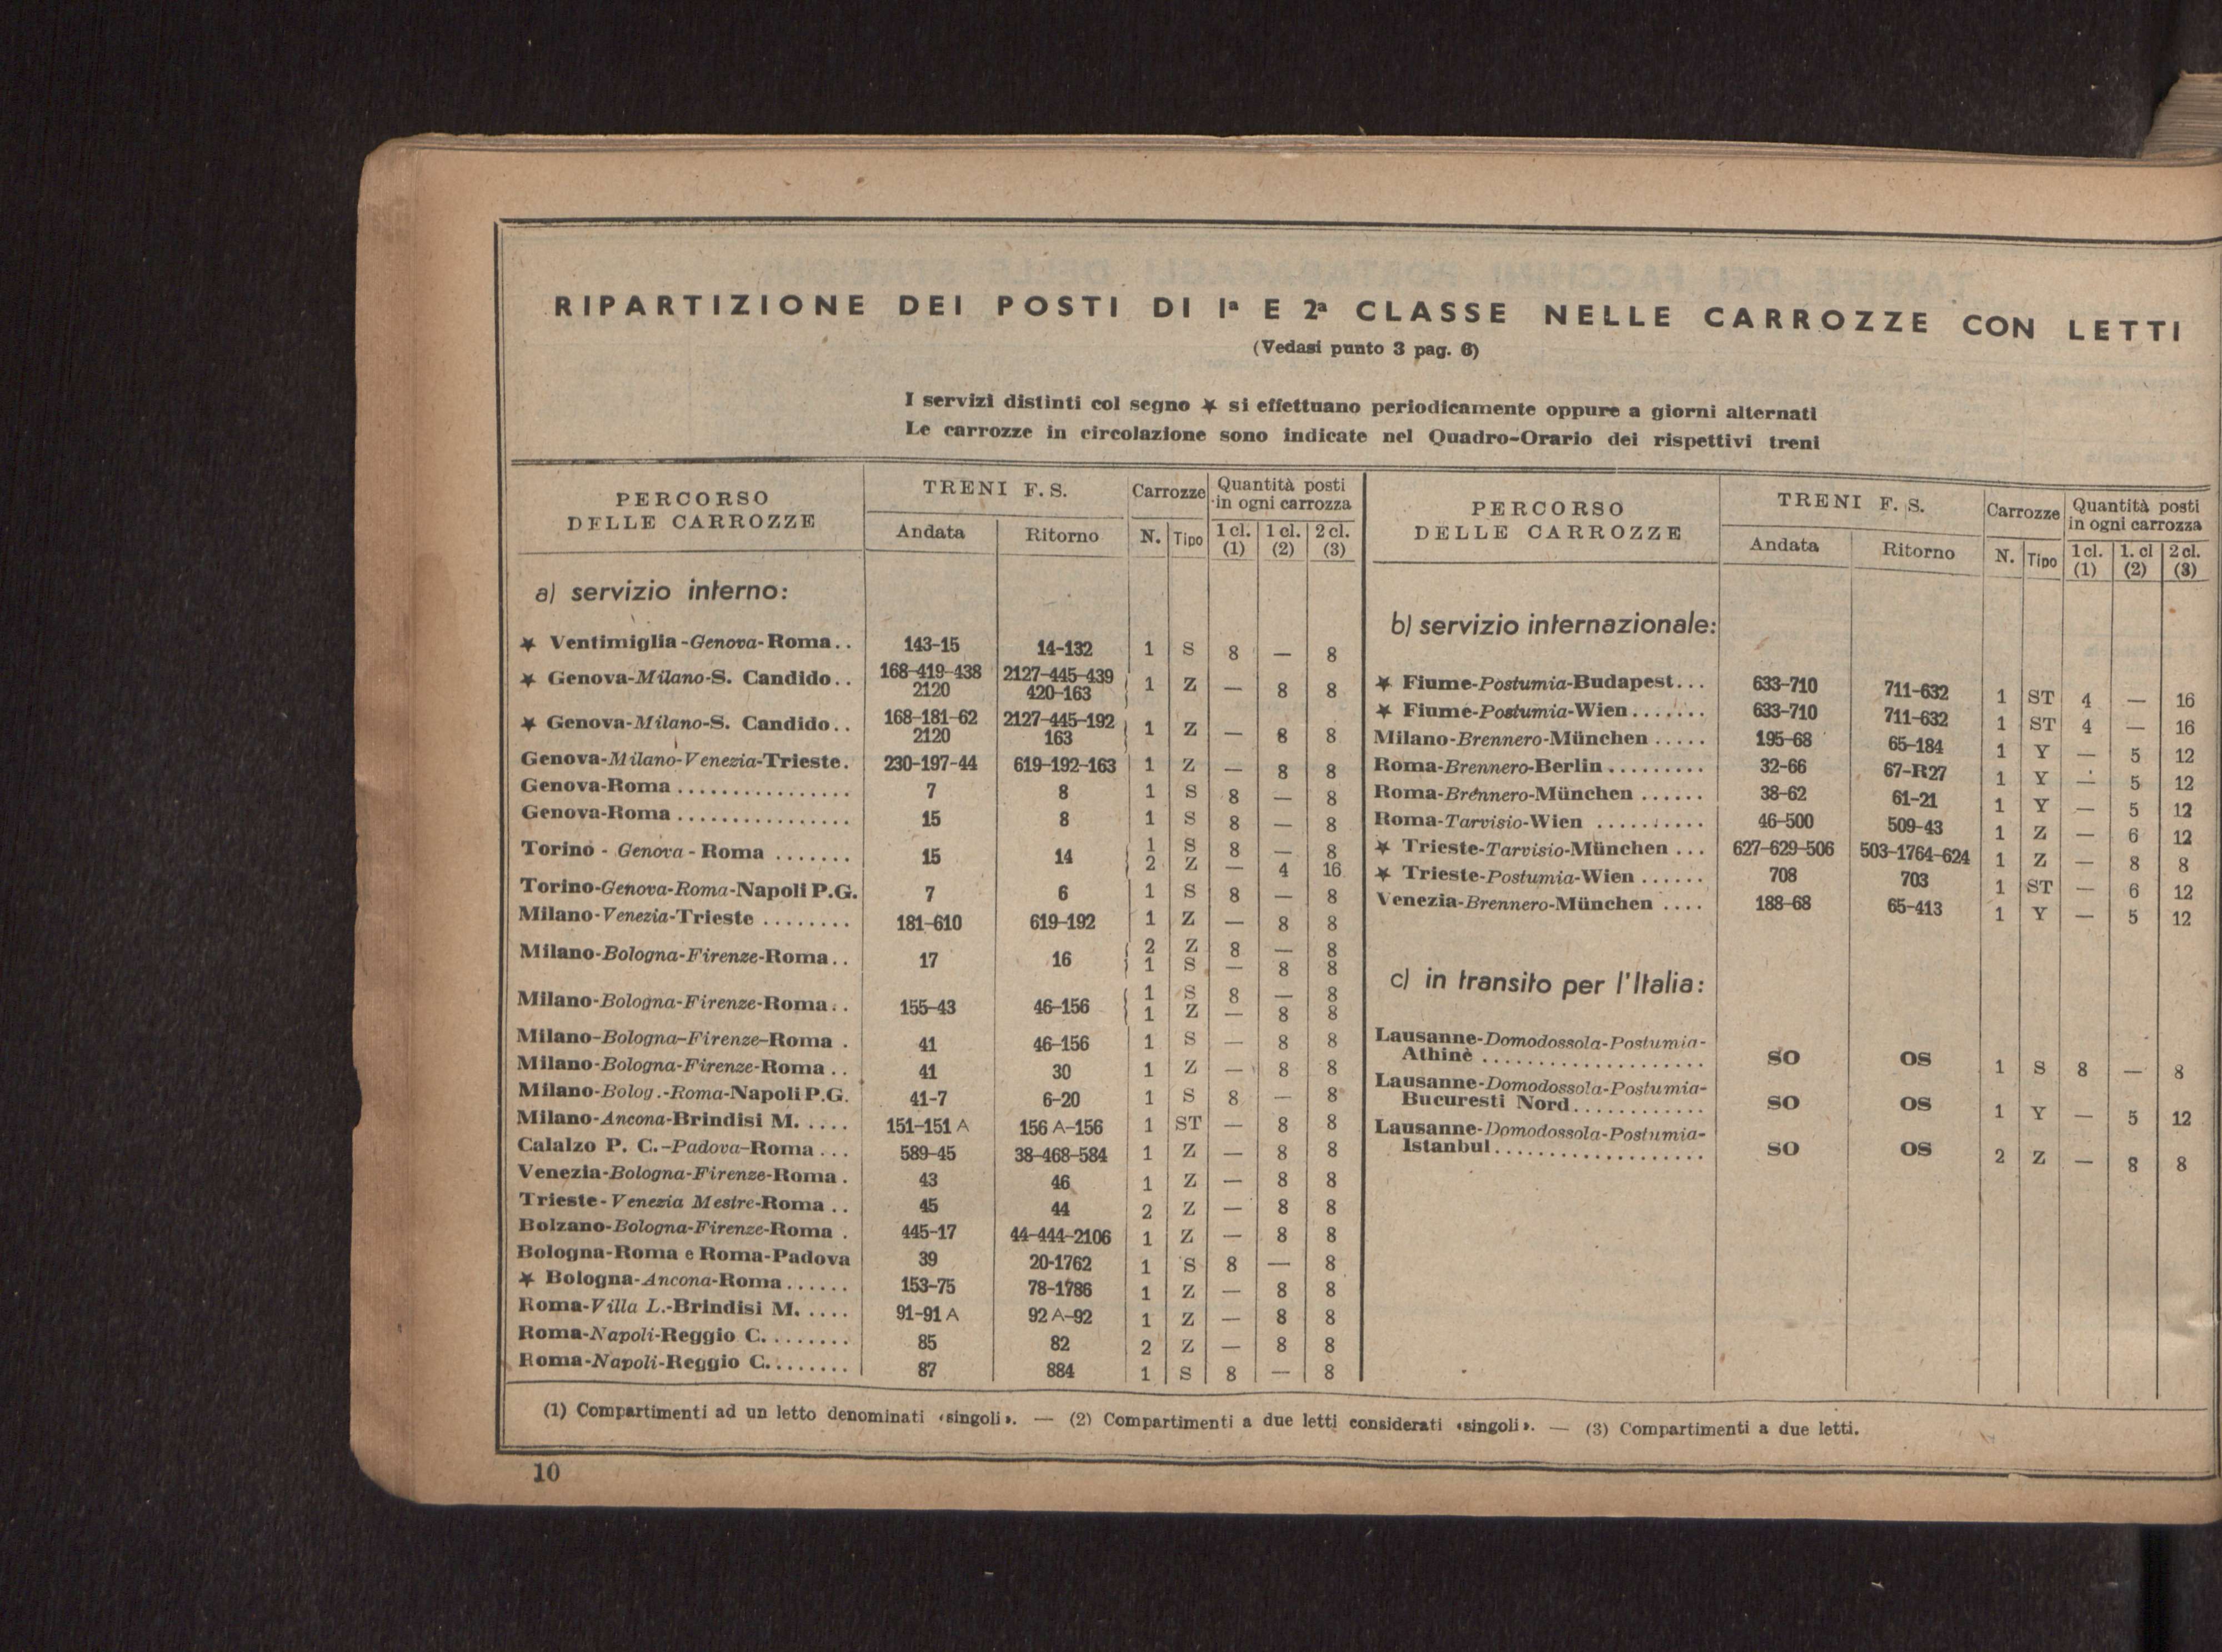 RIPARTIZIONE DEI POSTI DI Iª E 2ª CLASSE NELLE CARROZZE CON LETTI
(Vedasi punto 3 pag. 6)
I servizi distinti col segno ★ si effettuano periodicamente oppure a giorni alternati
Le carrozze in circolazione sono indicate nel Quadro-Orario dei rispettivi treni
PERCORSO DELLE CARROZZE | TRENI F.S. Andata | Ritorno | Carrozze N. | Tipo | Quantità posti in ogni carrozza 1 cl. (1) | 1 cl. (2) | 2 cl. (3)
a) servizio interno:
★ Ventimiglia-Genova-Roma.. 143-15 14-132 1 S 8 — 8
★ Genova-Milano-S. Candido.. 168-419-438 2120 2127-445-439 420-163 1 Z — 8 8
★ Genova-Milano-S. Candido.. 168-181-62 2120 2127-445-192 163 1 Z — 8 8
Genova-Milano-Venezia-Trieste. 230-197-44 619-192-163 1 Z — 8 8
Genova-Roma ................ 7 8 1 S 8 — 8
Genova-Roma ................ 15 8 1 S 8 — 8
Torino - Genova - Roma ....... 15 14 1 S 8 — 8
2 Z — 4 16
Torino-Genova-Roma-Napoli P.G. 7 6 1 S 8 — 8
Milano-Venezia-Trieste ........ 181-610 619-192 1 Z — 8 8
Milano-Bologna-Firenze-Roma.. 17 16 2 Z 8 — 8
1 S — 8 8
Milano-Bologna-Firenze-Roma.. 155-43 46-156 1 S 8 — 8
1 Z — 8 8
Milano-Bologna-Firenze-Roma . 41 46-156 1 S — 8 8
Milano-Bologna-Firenze-Roma .. 41 30 1 Z — 8 8
Milano-Bolog.-Roma-Napoli P.G. 41-7 6-20 1 S 8 — 8
Milano-Ancona-Brindisi M. .... 151-151 A 156 A-156 1 ST — 8 8
Calalzo P. C.-Padova-Roma ... 589-45 38-468-584 1 Z — 8 8
Venezia-Bologna-Firenze-Roma . 43 46 1 Z — 8 8
Trieste-Venezia Mestre-Roma .. 45 44 2 Z — 8 8
Bolzano-Bologna-Firenze-Roma . 445-17 44-444-2106 1 Z — 8 8
Bologna-Roma e Roma-Padova 39 20-1762 1 S 8 — 8
★ Bologna-Ancona-Roma...... 153-75 78-1786 1 Z — 8 8
Roma-Villa L.-Brindisi M. .... 91-91 A 92 A-92 1 Z — 8 8
Roma-Napoli-Reggio C........ 85 82 2 Z — 8 8
Roma-Napoli-Reggio C........ 87 884 1 S 8 — 8
PERCORSO DELLE CARROZZE | TRENI F.S. Andata | Ritorno | Carrozze N. | Tipo | Quantità posti in ogni carrozza 1 cl. (1) | 1. cl (2) | 2 cl. (3)
b) servizio internazionale:
★ Fiume-Postumia-Budapest... 633-710 711-632 1 ST 4 — 16
★ Fiume-Postumia-Wien....... 633-710 711-632 1 ST 4 — 16
Milano-Brennero-München ..... 195-68 65-184 1 Y — 5 12
Roma-Brennero-Berlin ......... 32-66 67-R27 1 Y — 5 12
Roma-Brennero-München ...... 38-62 61-21 1 Y — 5 12
Roma-Tarvisio-Wien .......... 46-500 509-43 1 Z — 6 12
★ Trieste-Tarvisio-München ... 627-629-506 503-1764-624 1 Z — 8 8
★ Trieste-Postumia-Wien ...... 708 703 1 ST — 6 12
Venezia-Brennero-München .... 188-68 65-413 1 Y — 5 12
c) in transito per l'Italia:
Lausanne-Domodossola-Postumia-
Athinè .................... SO OS 1 S 8 — 8
Lausanne-Domodossola-Postumia-
Bucuresti Nord............ SO OS 1 Y — 5 12
Lausanne-Domodossola-Postumia-
Istanbul................... SO OS 2 Z — 8 8
(1) Compartimenti ad un letto denominati «singoli». — (2) Compartimenti a due letti considerati «singoli». — (3) Compartimenti a due letti.
10